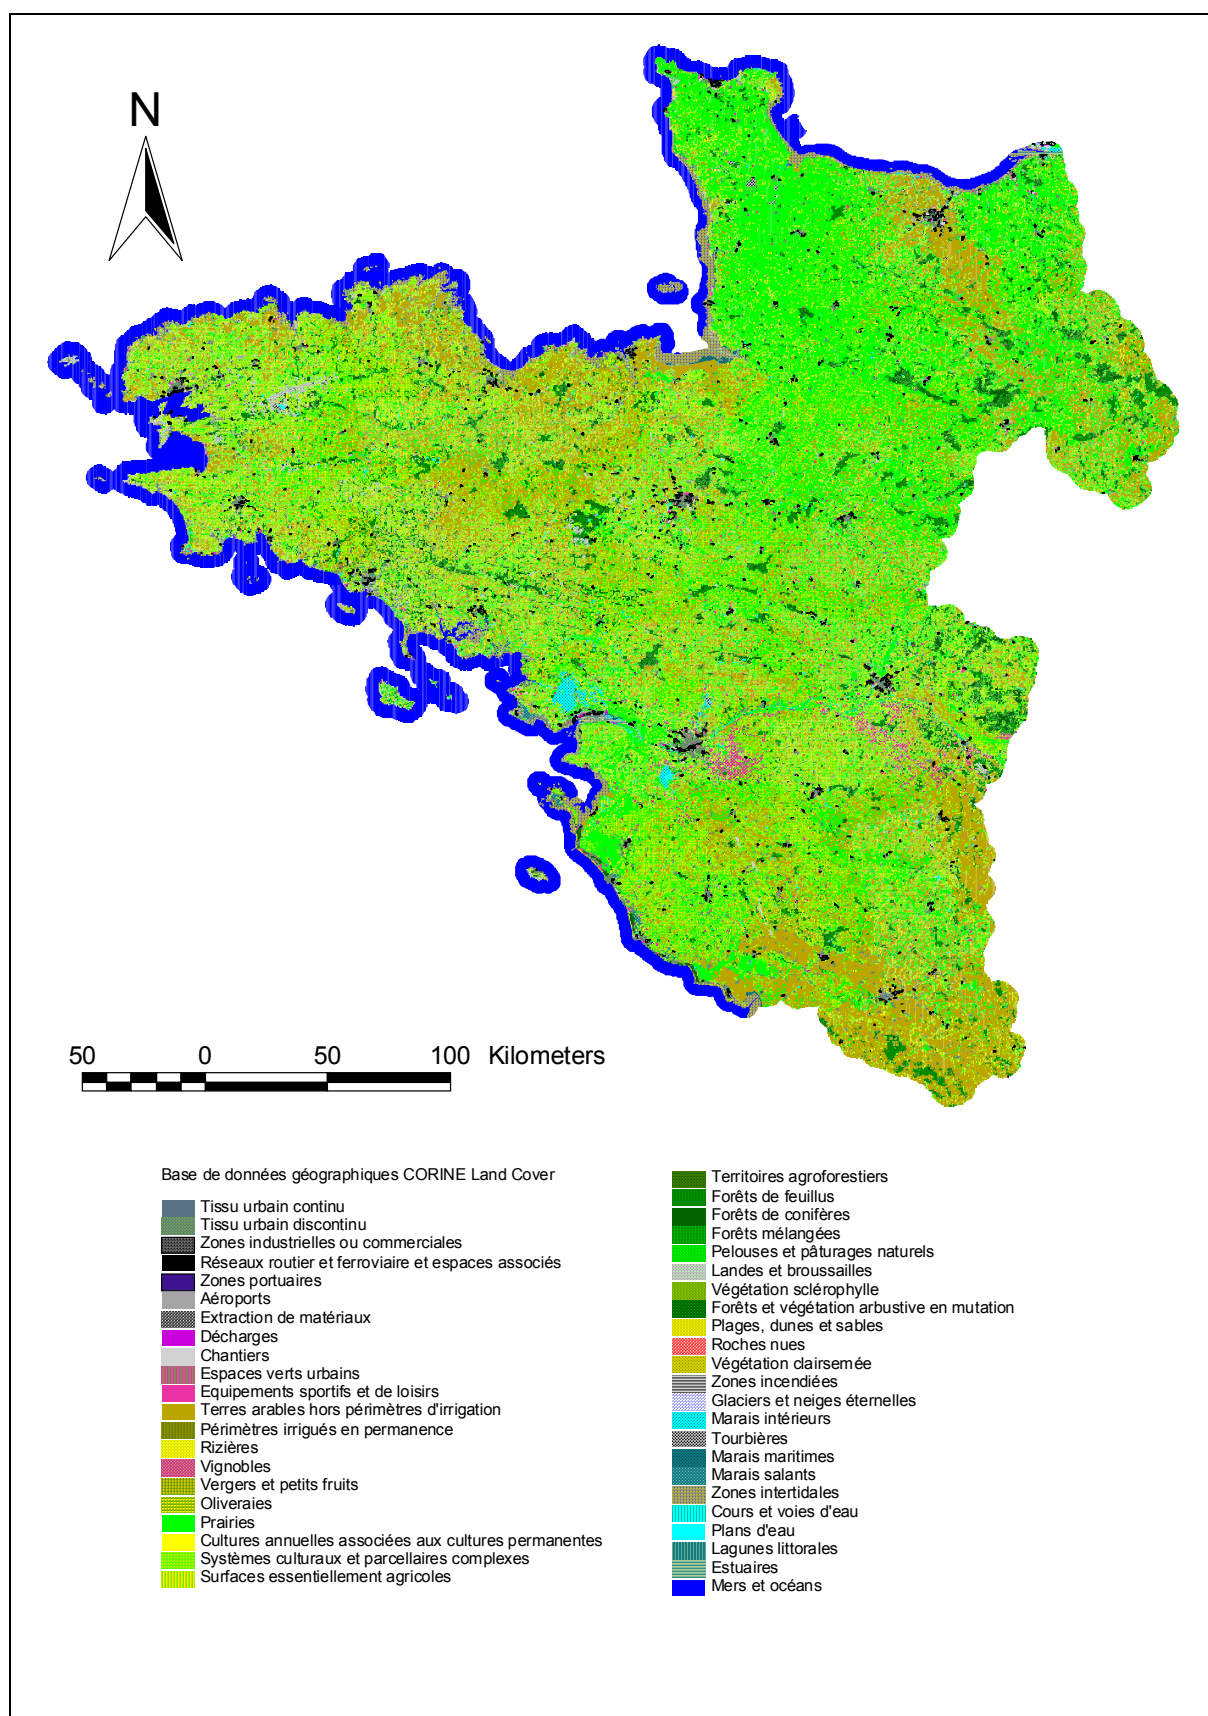 N
50 0 50 100 Kilometers
Base de données géographiques CORINE Land Cover
Tissu urbain continu
Tissu urbain discontinu
Zones industrielles ou commerciales
Réseaux routier et ferroviaire et espaces associés
Zones portuaires
Aéroports
Extraction de matériaux
Décharges
Chantiers
Espaces verts urbains
Equipements sportifs et de loisirs
Terres arables hors périmètres d'irrigation
Périmètres irrigués en permanence
Rizières
Vignobles
Vergers et petits fruits
Oliveraies
Prairies
Cultures annuelles associées aux cultures permanentes
Systèmes culturaux et parcellaires complexes
Surfaces essentiellement agricoles
Territoires agroforestiers
Forêts de feuillus
Forêts de conifères
Forêts mélangées
Pelouses et pâturages naturels
Landes et broussailles
Végétation sclérophylle
Forêts et végétation arbustive en mutation
Plages, dunes et sables
Roches nues
Végétation clairsemée
Zones incendiées
Glaciers et neiges éternelles
Marais intérieurs
Tourbières
Marais maritimes
Marais salants
Zones intertidales
Cours et voies d'eau
Plans d'eau
Lagunes littorales
Estuaires
Mers et océans